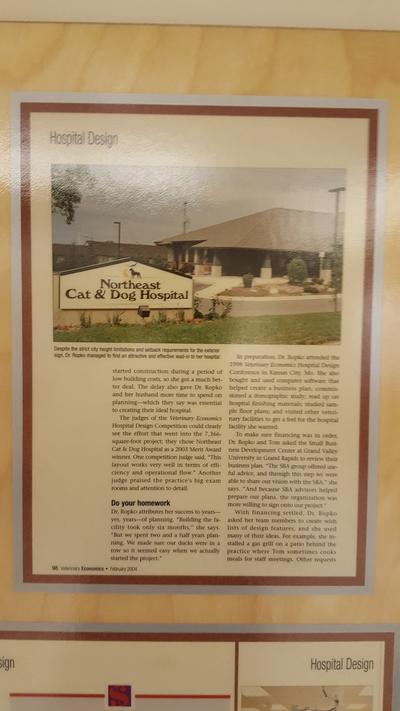 Hospital Design
Northeast
Cat & Dog Hospital
Despite the strict city height limitations and setback requirements for the exterior
sign, Dr. Ropko managed to find an attractive and effective lead-in to her hospital.
started construction during a period of
low building costs, so she got a much bet-
ter deal. The delay also gave Dr. Ropko
and her husband more time to spend on
planning—which they say was essential
to creating their ideal hospital.
The judges of the Veterinary Economics
Hospital Design Competition could clearly
see the effort that went into the 7,366-
square-foot project; they chose Northeast
Cat & Dog Hospital as a 2003 Merit Award
winner. One competition judge said, "This
layout works very well in terms of effi-
ciency and operational flow." Another
judge praised the practice's big exam
rooms and attention to detail.
Do your homework
Dr. Ropko attributes her success to years—
yes, years—of planning. "Building the fa-
cility took only six months," she says.
"But we spent two and a half years plan-
ning. We made sure our ducks were in a
row so it seemed easy when we actually
started the project."
In preparation, Dr. Ropko attended the
1998 Veterinary Economics Hospital Design
Conference in Kansas City, Mo. She also
bought and used computer software that
helped create a business plan; commis-
sioned a demographic study; read up on
hospital finishing materials; studied sam-
ple floor plans; and visited other veteri-
nary facilities to get a feel for the hospital
facility she wanted.
To make sure financing was in order,
Dr. Ropko and Tom asked the Small Busi-
ness Development Center at Grand Valley
University in Grand Rapids to review their
business plan. "The SBA group offered use-
ful advice, and through this step we were
able to share our vision with the SBA," she
says. "And because SBA advisers helped
prepare our plans, the organization was
more willing to sign onto our project."
With financing settled, Dr. Ropko
asked her team members to create wish
lists of design features, and she used
many of their ideas. For example, she in-
stalled a gas grill on a patio behind the
practice where Tom sometimes cooks
meals for staff meetings. Other requests
98 Veterinary Economics • February 2004
sign
Hospital Design